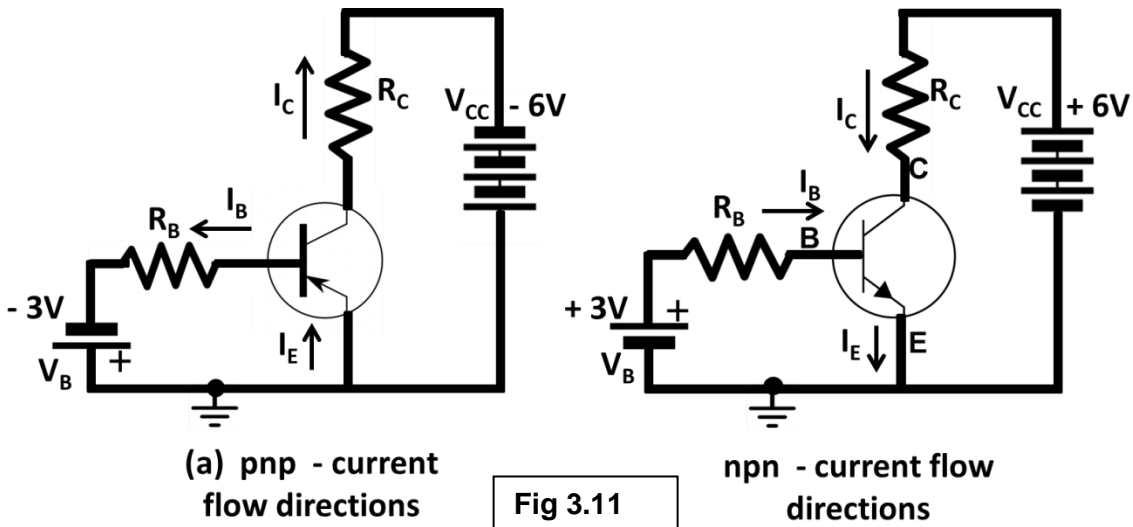 I_C
R_C
V_CC
- 6V
R_B
I_B
- 3V
V_B
+
I_E
(a) pnp - current
flow directions
I_C
R_C
V_CC
+ 6V
C
I_B
R_B
B
+ 3V
+
V_B
I_E
E
npn - current flow
directions
Fig 3.11